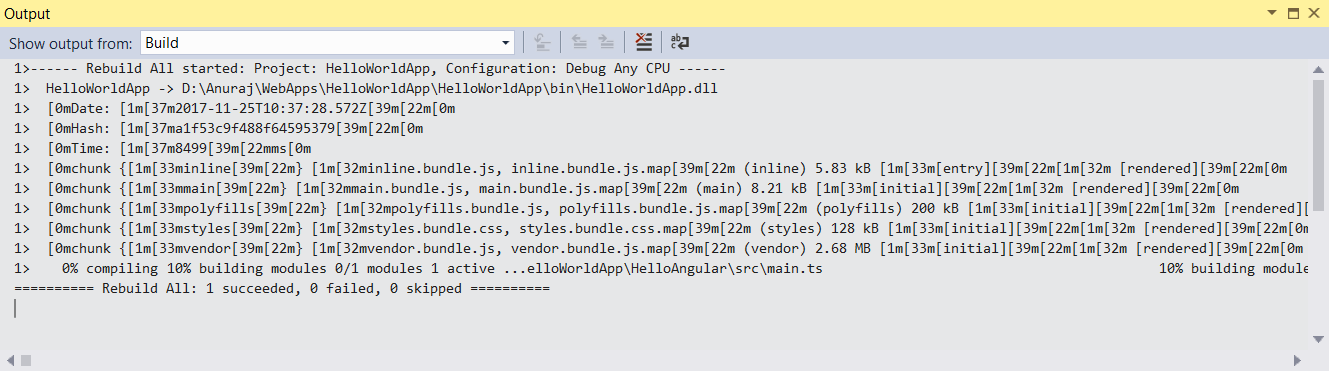 Output
Show output from: Build
1>------ Rebuild All started: Project: HelloWorldApp, Configuration: Debug Any CPU ------
1>  HelloWorldApp -> D:\Anuraj\WebApps\HelloWorldApp\HelloWorldApp\bin\HelloWorldApp.dll
1>  [0mDate: [1m[37m2017-11-25T10:37:28.572Z[39m[22m[0m
1>  [0mHash: [1m[37ma1f53c9f488f64595379[39m[22m[0m
1>  [0mTime: [1m[37m8499[39m[22mms[0m
1>  [0mchunk {[1m[33minline[39m[22m} [1m[32minline.bundle.js, inline.bundle.js.map[39m[22m (inline) 5.83 kB [1m[33m[entry][39m[22m[1m[32m [rendered][39m[22m[0m
1>  [0mchunk {[1m[33mmain[39m[22m} [1m[32mmain.bundle.js, main.bundle.js.map[39m[22m (main) 8.21 kB [1m[33m[initial][39m[22m[1m[32m [rendered][39m[22m[0m
1>  [0mchunk {[1m[33mpolyfills[39m[22m} [1m[32mpolyfills.bundle.js, polyfills.bundle.js.map[39m[22m (polyfills) 200 kB [1m[33m[initial][39m[22m[1m[32m [rendered][
1>  [0mchunk {[1m[33mstyles[39m[22m} [1m[32mstyles.bundle.css, styles.bundle.css.map[39m[22m (styles) 128 kB [1m[33m[initial][39m[22m[1m[32m [rendered][39m[22m[0m
1>  [0mchunk {[1m[33mvendor[39m[22m} [1m[32mvendor.bundle.js, vendor.bundle.js.map[39m[22m (vendor) 2.68 MB [1m[33m[initial][39m[22m[1m[32m [rendered][39m[22m[0m
1>    0% compiling 10% building modules 0/1 modules 1 active ...elloWorldApp\HelloAngular\src\main.ts 10% building module
========== Rebuild All: 1 succeeded, 0 failed, 0 skipped ==========